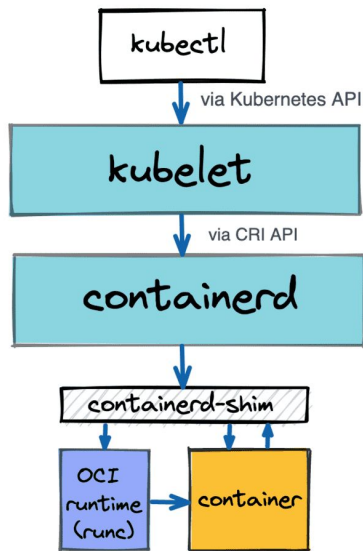 kubectl
via Kubernetes API
kubelet
via CRI API
containerd
containerd-shim
OCI
runtime
(runc)
container